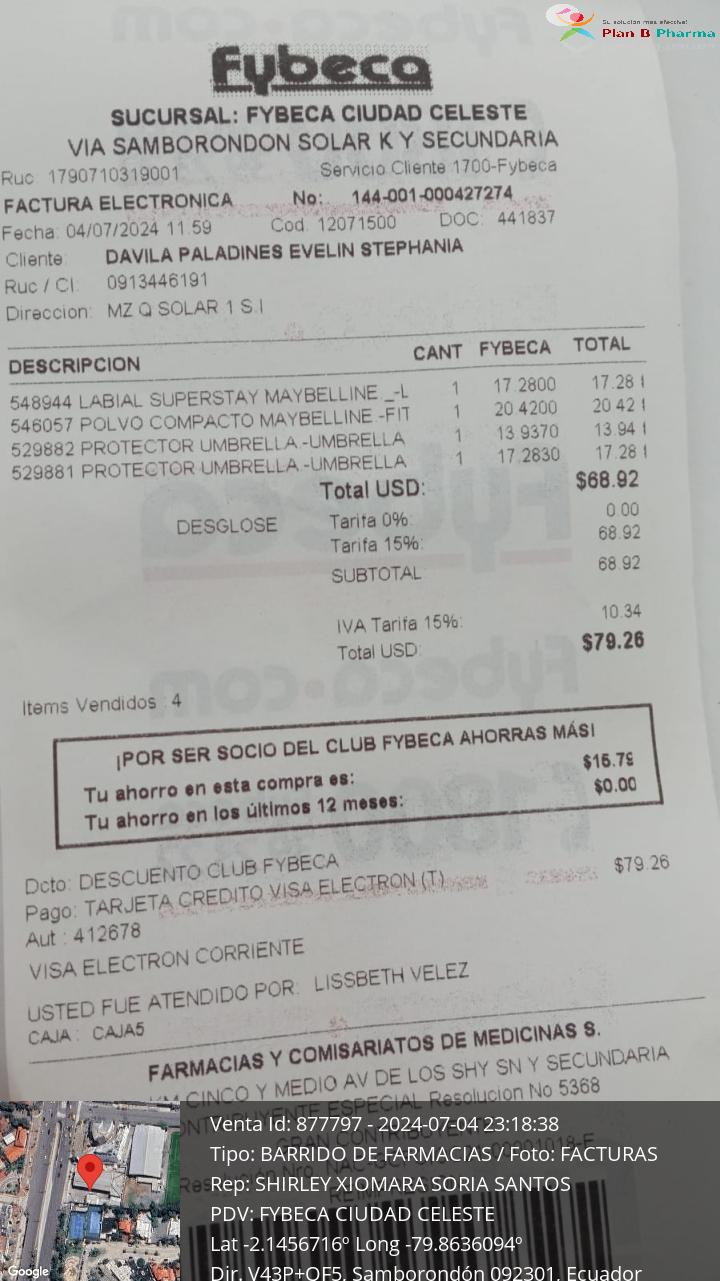 Su solución más efectiva!
Plan B Pharma
Fybeca
SUCURSAL: FYBECA CIUDAD CELESTE
VIA SAMBORONDON SOLAR K Y SECUNDARIA
Ruc 1790710319001 Servicio Cliente 1700-Fybeca
FACTURA ELECTRONICA No: 144-001-000427274
Fecha: 04/07/2024 11.59 Cod. 12071500 DOC: 441837
Cliente: DAVILA PALADINES EVELIN STEPHANIA
Ruc / CI: 0913446191
Direccion: MZ Q SOLAR 1 S.I
DESCRIPCION CANT FYBECA TOTAL
548944 LABIAL SUPERSTAY MAYBELLINE _-L 1 17.2800 17.28 I
546057 POLVO COMPACTO MAYBELLINE -FIT 1 20.4200 20.42 I
529882 PROTECTOR UMBRELLA -UMBRELLA 1 13.9370 13.94 I
529881 PROTECTOR UMBRELLA -UMBRELLA 1 17.2830 17.28 I
Total USD: $68.92
DESGLOSE Tarifa 0%: 0.00
Tarifa 15%: 68.92
SUBTOTAL 68.92
IVA Tarifa 15%: 10.34
Total USD: $79.26
Items Vendidos : 4
¡POR SER SOCIO DEL CLUB FYBECA AHORRAS MÁS!
Tu ahorro en esta compra es: $15.79
Tu ahorro en los últimos 12 meses: $0.00
Dcto: DESCUENTO CLUB FYBECA
Pago: TARJETA CREDITO VISA ELECTRON (T) $79.26
Aut : 412678
VISA ELECTRON CORRIENTE
USTED FUE ATENDIDO POR: LISSBETH VELEZ
CAJA : CAJA5
FARMACIAS Y COMISARIATOS DE MEDICINAS S.
KM CINCO Y MEDIO AV DE LOS SHY SN Y SECUNDARIA
CONTRIBUYENTE ESPECIAL Resolucion No 5368
GRAN
Venta Id: 877797 - 2024-07-04 23:18:38
Tipo: BARRIDO DE FARMACIAS / Foto: FACTURAS
Rep: SHIRLEY XIOMARA SORIA SANTOS
PDV: FYBECA CIUDAD CELESTE
Lat -2.1456716º Long -79.8636094º
Dir. V43P+QF5, Samborondón 092301, Ecuador
Google